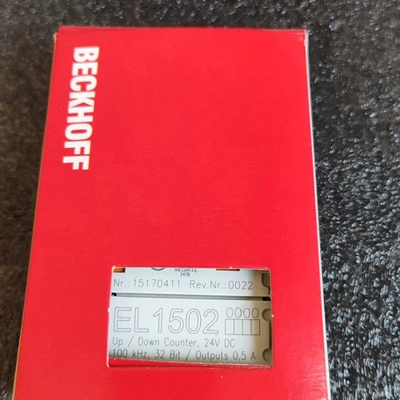 BECKHOFF
Nr.: 15170411 Rev.Nr.: 0022
EL1502
Up / Down Counter, 24V DC
100 kHz, 32 Bit / Outputs 0,5 A